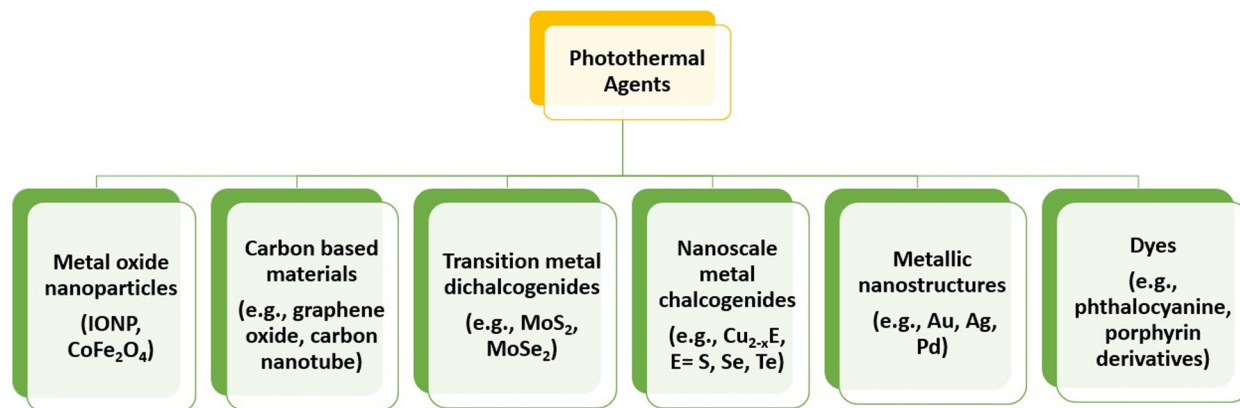 Photothermal
Agents
Metal oxide
nanoparticles
(IONP,
CoFe₂O₄)
Carbon based
materials
(e.g., graphene
oxide, carbon
nanotube)
Transition metal
dichalcogenides
(e.g., MoS₂,
MoSe₂)
Nanoscale
metal
chalcogenides
(e.g., Cu₂₋ₓE,
E= S, Se, Te)
Metallic
nanostructures
(e.g., Au, Ag,
Pd)
Dyes
(e.g.,
phthalocyanine,
porphyrin
derivatives)